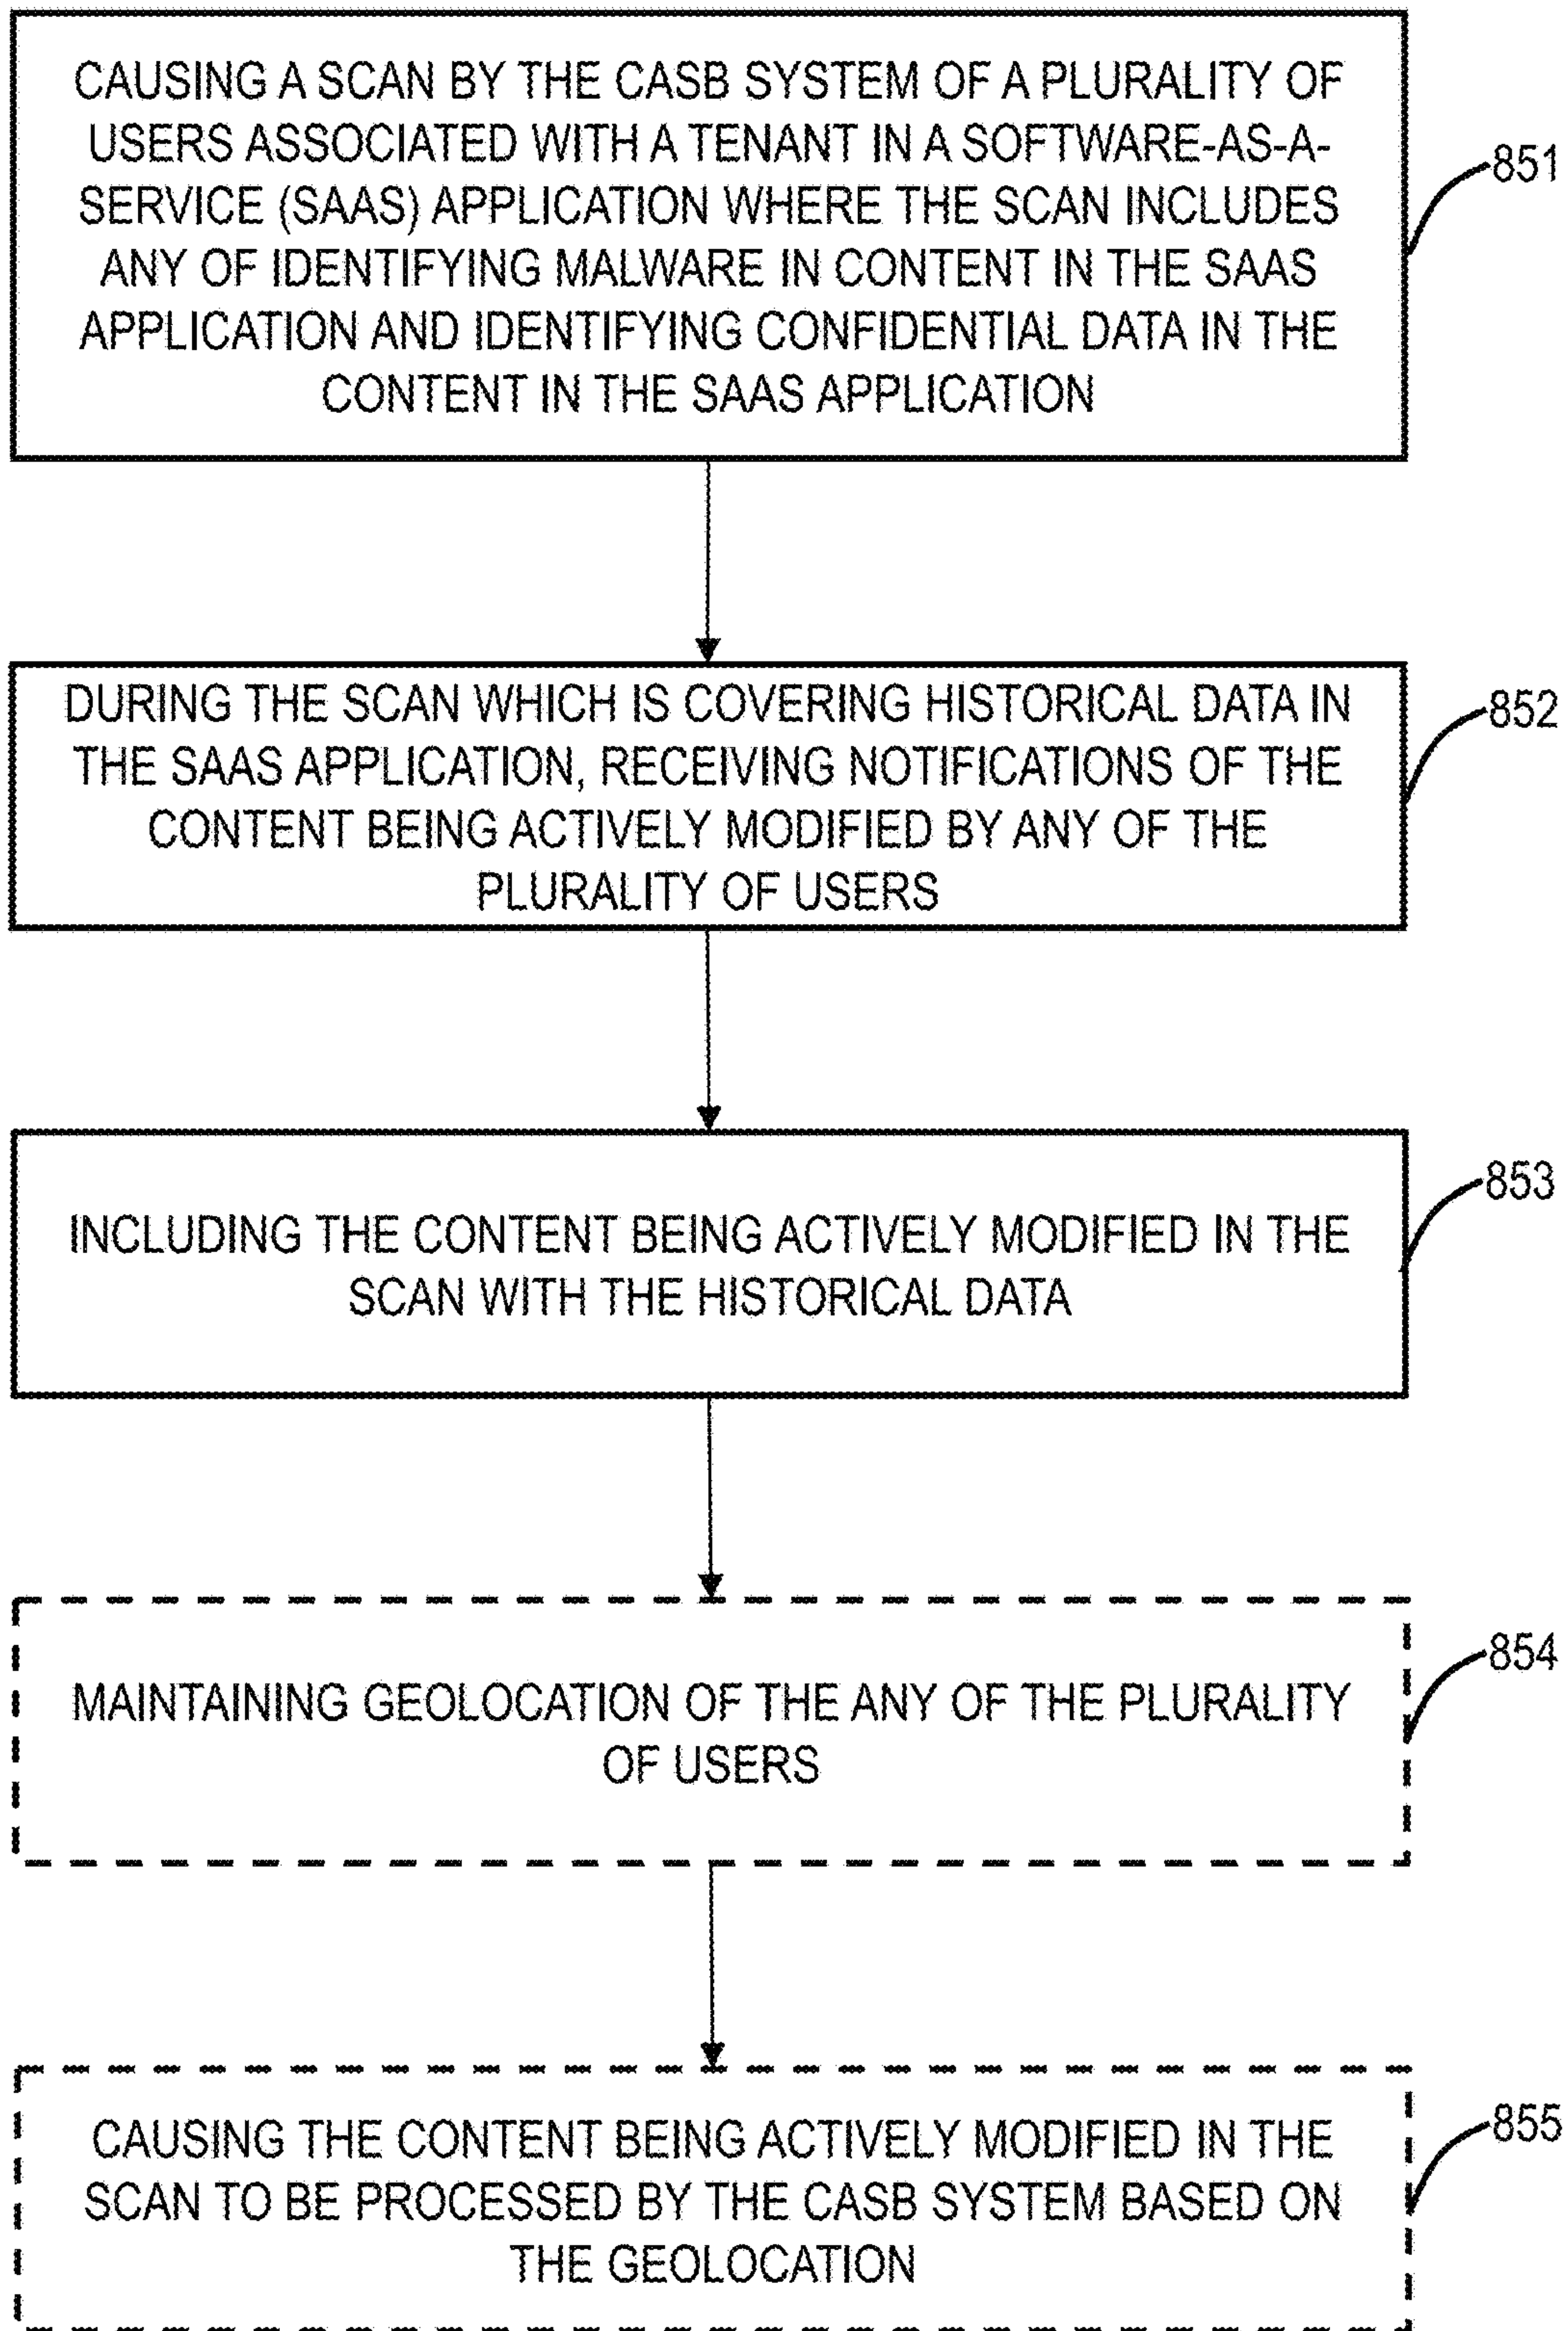 CAUSING A SCAN BY THE CASB SYSTEM OF A PLURALITY OF
USERS ASSOCIATED WITH A TENANT IN A SOFTWARE-AS-A-
SERVICE (SAAS) APPLICATION WHERE THE SCAN INCLUDES
ANY OF IDENTIFYING MALWARE IN CONTENT IN THE SAAS
APPLICATION AND IDENTIFYING CONFIDENTIAL DATA IN THE
CONTENT IN THE SAAS APPLICATION
851
DURING THE SCAN WHICH IS COVERING HISTORICAL DATA IN
THE SAAS APPLICATION, RECEIVING NOTIFICATIONS OF THE
CONTENT BEING ACTIVELY MODIFIED BY ANY OF THE
PLURALITY OF USERS
852
INCLUDING THE CONTENT BEING ACTIVELY MODIFIED IN THE
SCAN WITH THE HISTORICAL DATA
853
MAINTAINING GEOLOCATION OF THE ANY OF THE PLURALITY
OF USERS
854
CAUSING THE CONTENT BEING ACTIVELY MODIFIED IN THE
SCAN TO BE PROCESSED BY THE CASB SYSTEM BASED ON
THE GEOLOCATION
855